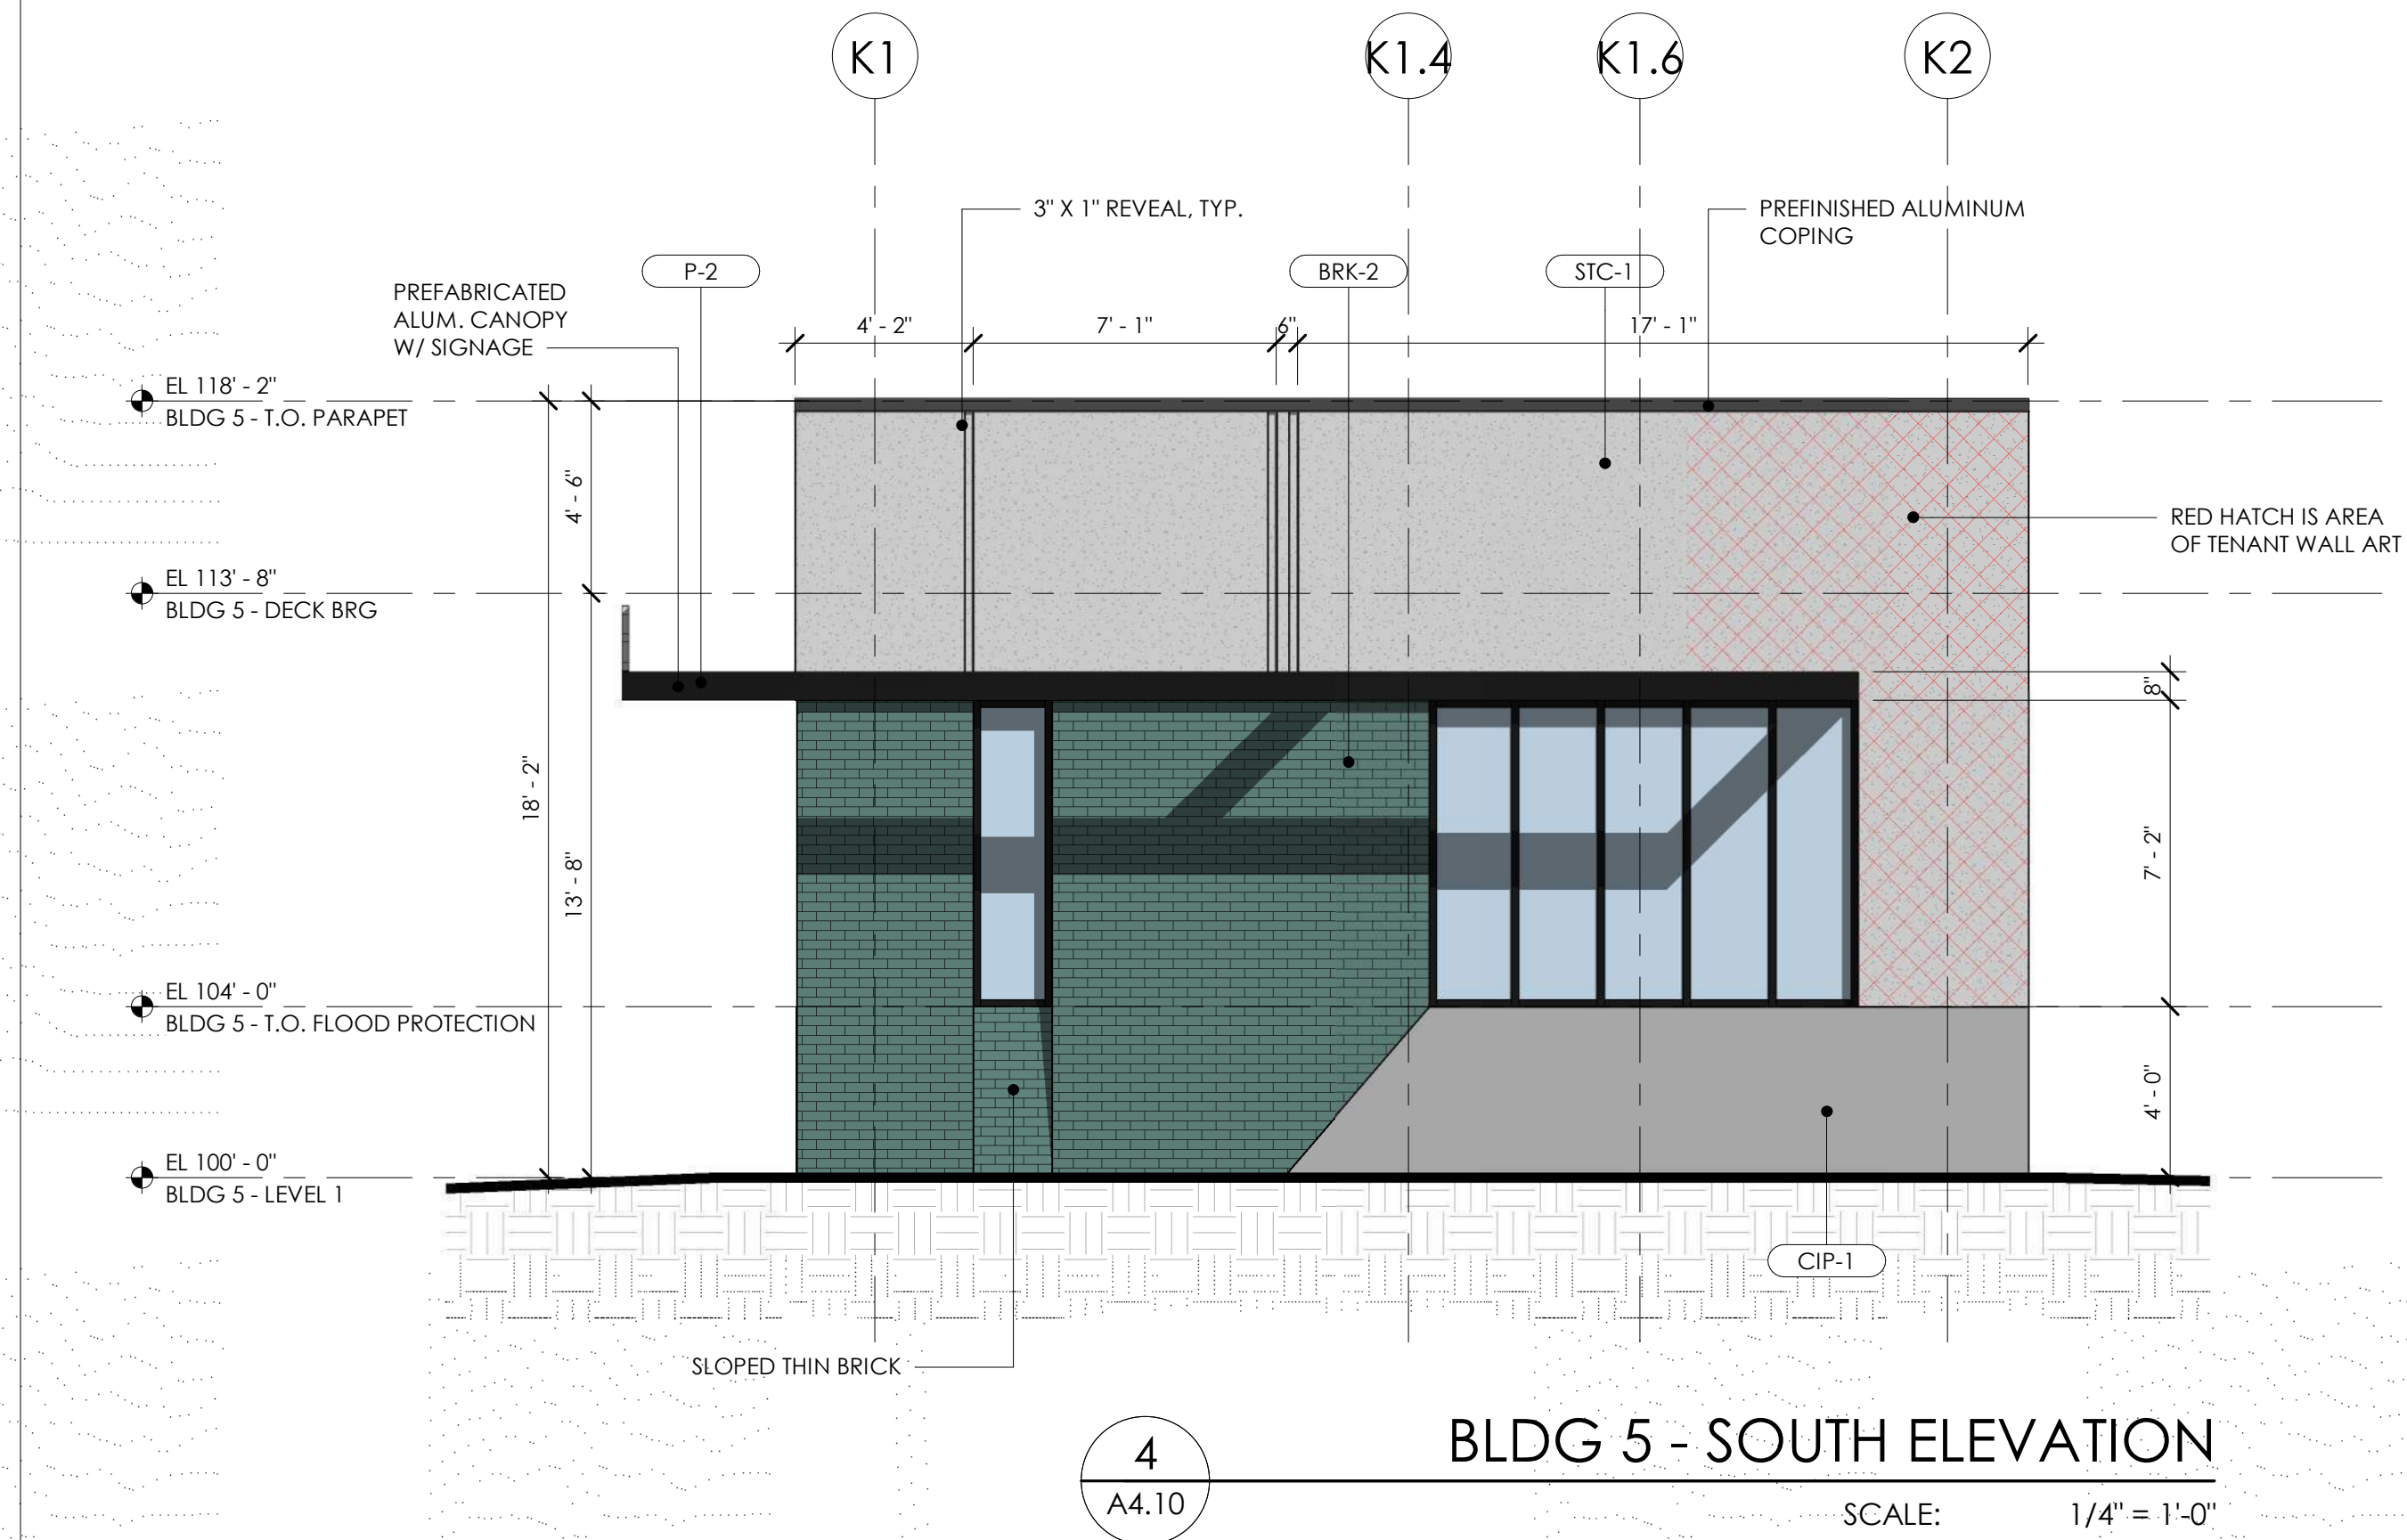 K1
K1.4
K1.6
K2
3" X 1" REVEAL, TYP.
PREFINISHED ALUMINUM
COPING
P-2
BRK-2
STC-1
PREFABRICATED
ALUM. CANOPY
W/ SIGNAGE
4' - 2"
7' - 1"
6"
17' - 1"
EL 118' - 2"
BLDG 5 - T.O. PARAPET
4' - 6"
RED HATCH IS AREA
OF TENANT WALL ART
EL 113' - 8"
BLDG 5 - DECK BRG
8"
18' - 2"
13' - 8"
7' - 2"
EL 104' - 0"
BLDG 5 - T.O. FLOOD PROTECTION
4' - 0"
EL 100' - 0"
BLDG 5 - LEVEL 1
CIP-1
SLOPED THIN BRICK
4
A4.10
BLDG 5 - SOUTH ELEVATION
SCALE: 1/4" = 1'-0"